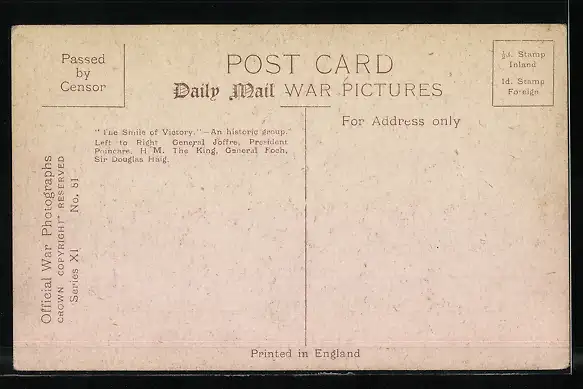 Passed
by
Censor
POST CARD
Daily Mail WAR PICTURES
½d. Stamp
Inland
1d. Stamp
Foreign
"The Smile of Victory."—An historic group.
Left to Right General Joffre, President
Poincare, H.M. The King, General Foch,
Sir Douglas Haig.
For Address only
Official War Photographs
CROWN COPYRIGHT RESERVED
Series XI No. 81
Printed in England